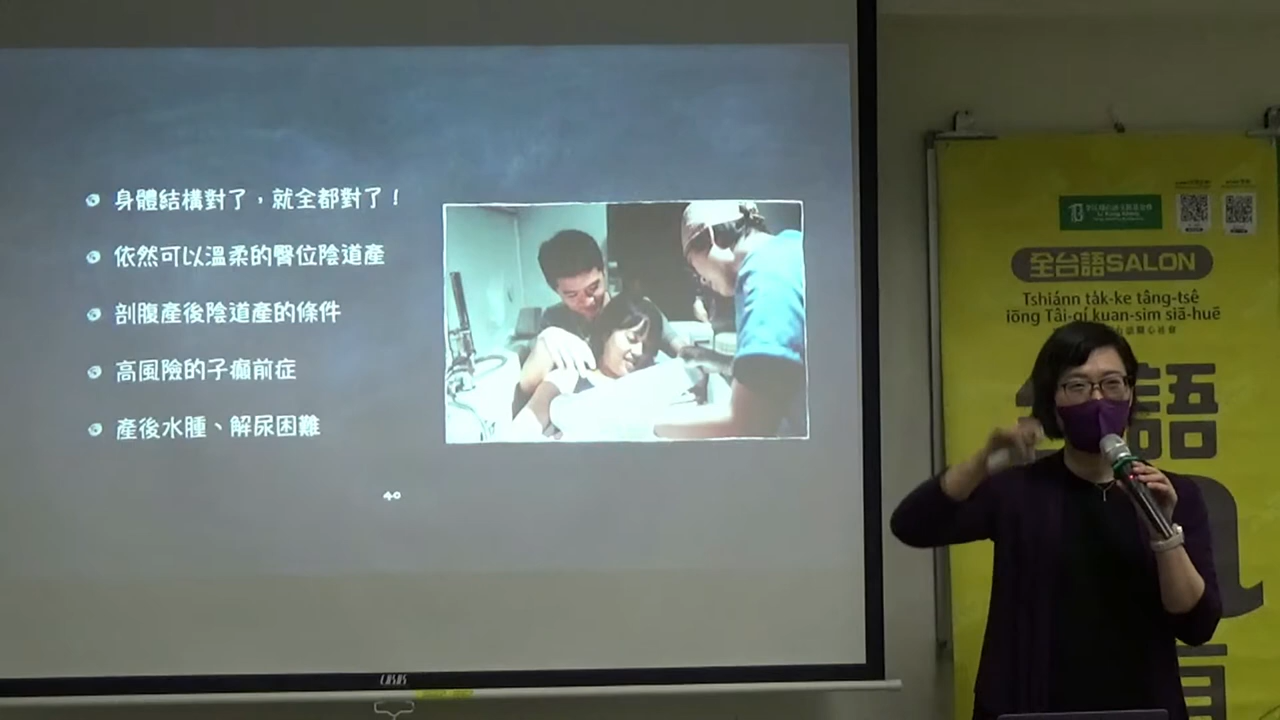 身體結構對了，就全都對了！
依然可以溫柔的臀位陰道產
剖腹產後陰道產的條件
高風險的子癲前症
產後水腫、解尿困難
40
全台語SALON
Tshiánn ta̍k-ke tâng-tsê
iōng Tâi-gí kuan-sim siā-huē
語